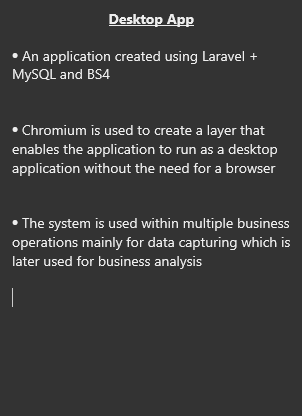 Desktop App
• An application created using Laravel +
MySQL and BS4
• Chromium is used to create a layer that
enables the application to run as a desktop
application without the need for a browser
• The system is used within multiple business
operations mainly for data capturing which is
later used for business analysis